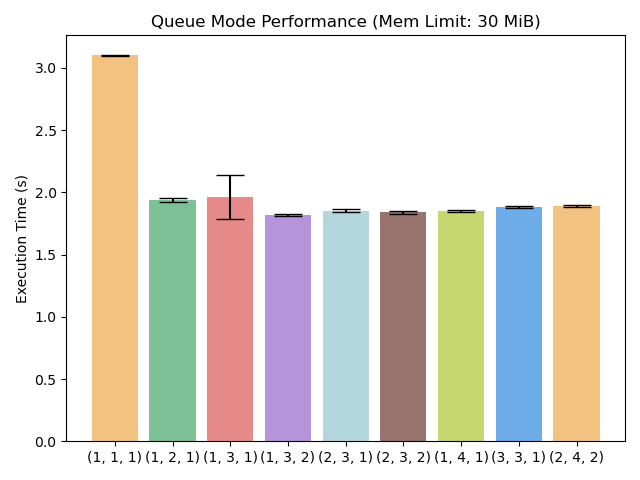 Queue Mode Performance (Mem Limit: 30 MiB)
Execution Time (s)
3.0
2.5
2.0
1.5
1.0
0.5
0.0
(1, 1, 1) (1, 2, 1) (1, 3, 1) (1, 3, 2) (2, 3, 1) (2, 3, 2) (1, 4, 1) (3, 3, 1) (2, 4, 2)